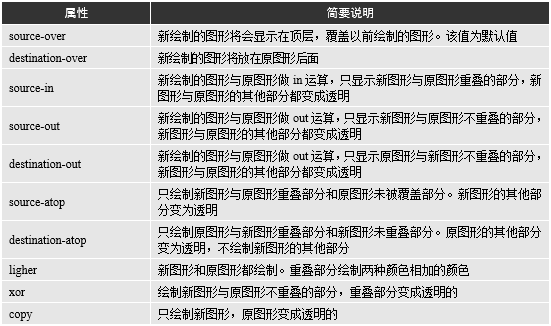 属性 简要说明
source-over 新绘制的图形将会显示在顶层，覆盖以前绘制的图形。该值为默认值
destination-over 新绘制的图形将放在原图形后面
source-in 新绘制的图形与原图形做 in 运算，只显示新图形与原图形重叠的部分，新
图形与原图形的其他部分都变成透明
source-out 新绘制的图形与原图形做 out 运算，只显示新图形与原图形不重叠的部分，
新图形与原图形的其他部分都变成透明
destination-out 新绘制的图形与原图形做 out 运算，只显示原图形与新图形不重叠的部分，
新图形与原图形的其他部分都变成透明
source-atop 只绘制新图形与原图形重叠部分和原图形未被覆盖部分。新图形的其他部
分变为透明
destination-atop 只绘制原图形与新图形重叠部分和新图形未重叠部分。原图形的其他部分
变为透明，不绘制新图形的其他部分
ligher 新图形和原图形都绘制。重叠部分绘制两种颜色相加的颜色
xor 绘制新图形与原图形不重叠的部分，重叠部分变成透明的
copy 只绘制新图形，原图形变成透明的